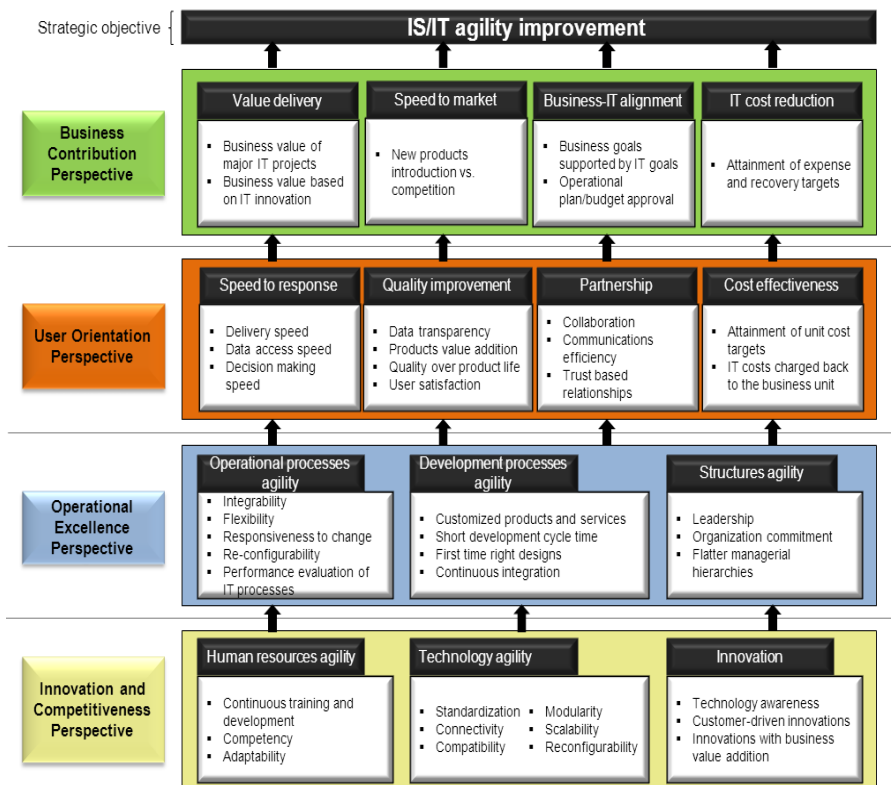 Strategic objective
IS/IT agility improvement
Business
Contribution
Perspective
Value delivery
▪ Business value of
major IT projects
▪ Business value based
on IT innovation
Speed to market
▪ New products
introduction vs.
competition
Business-IT alignment
▪ Business goals
supported by IT goals
▪ Operational
plan/budget approval
IT cost reduction
▪ Attainment of expense
and recovery targets
User Orientation
Perspective
Speed to response
▪ Delivery speed
▪ Data access speed
▪ Decision making
speed
Quality improvement
▪ Data transparency
▪ Products value addition
▪ Quality over product life
▪ User satisfaction
Partnership
▪ Collaboration
▪ Communications
efficiency
▪ Trust based
relationships
Cost effectiveness
▪ Attainment of unit cost
targets
▪ IT costs charged back
to the business unit
Operational
Excellence
Perspective
Operational processes
agility
▪ Integrability
▪ Flexibility
▪ Responsiveness to change
▪ Re-configurability
▪ Performance evaluation of
IT processes
Development processes
agility
▪ Customized products and services
▪ Short development cycle time
▪ First time right designs
▪ Continuous integration
Structures agility
▪ Leadership
▪ Organization commitment
▪ Flatter managerial
hierarchies
Innovation and
Competitiveness
Perspective
Human resources agility
▪ Continuous training and
development
▪ Competency
▪ Adaptability
Technology agility
▪ Standardization
▪ Connectivity
▪ Compatibility
▪ Modularity
▪ Scalability
▪ Reconfigurability
Innovation
▪ Technology awareness
▪ Customer-driven innovations
▪ Innovations with business
value addition